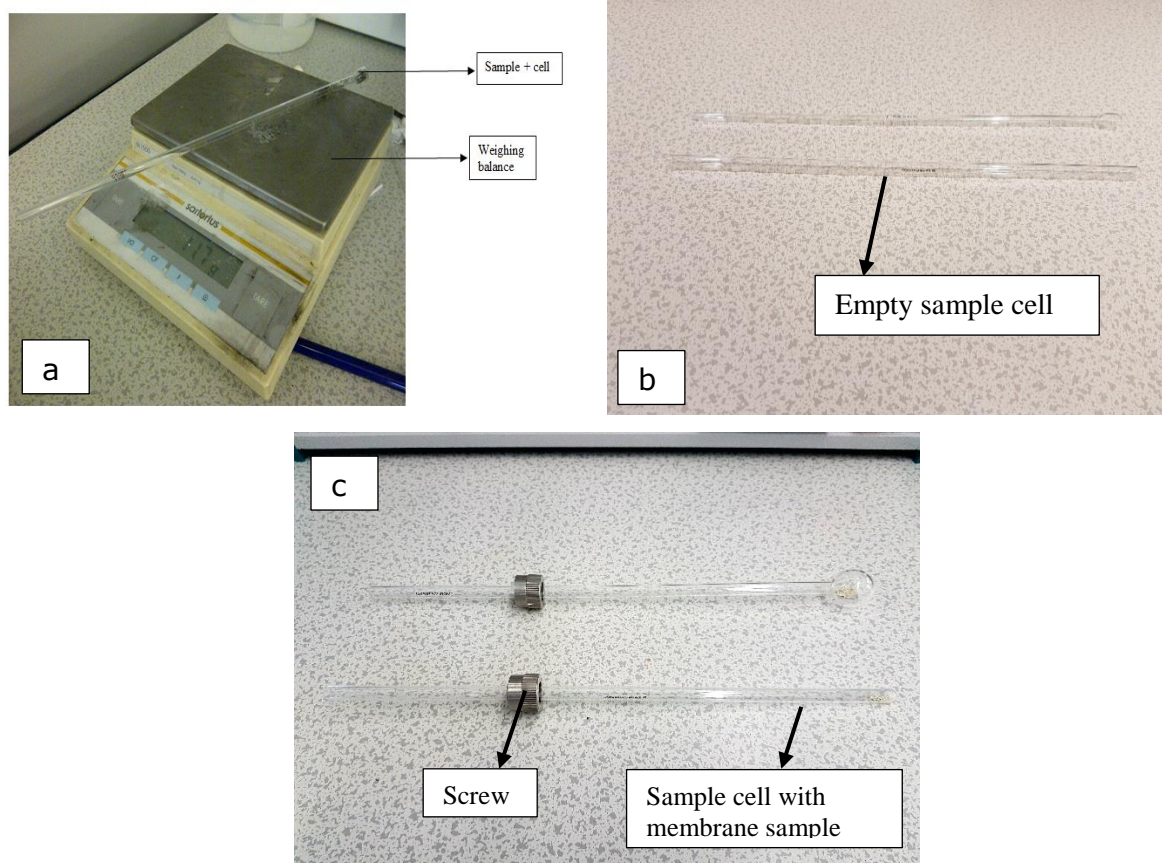 Sample + cell
Weighing
balance
sartorius
TARE
a
Empty sample cell
b
c
Screw
Sample cell with
membrane sample